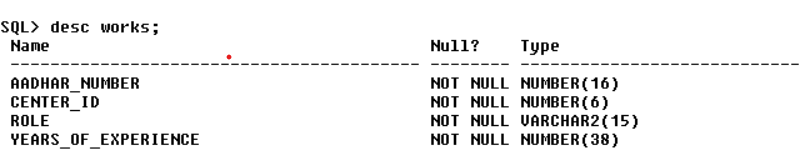 SQL> desc works;
Name Null? Type
----------------------------------------- -------- ----------------------------
AADHAR_NUMBER NOT NULL NUMBER(16)
CENTER_ID NOT NULL NUMBER(6)
ROLE NOT NULL VARCHAR2(15)
YEARS_OF_EXPERIENCE NOT NULL NUMBER(38)